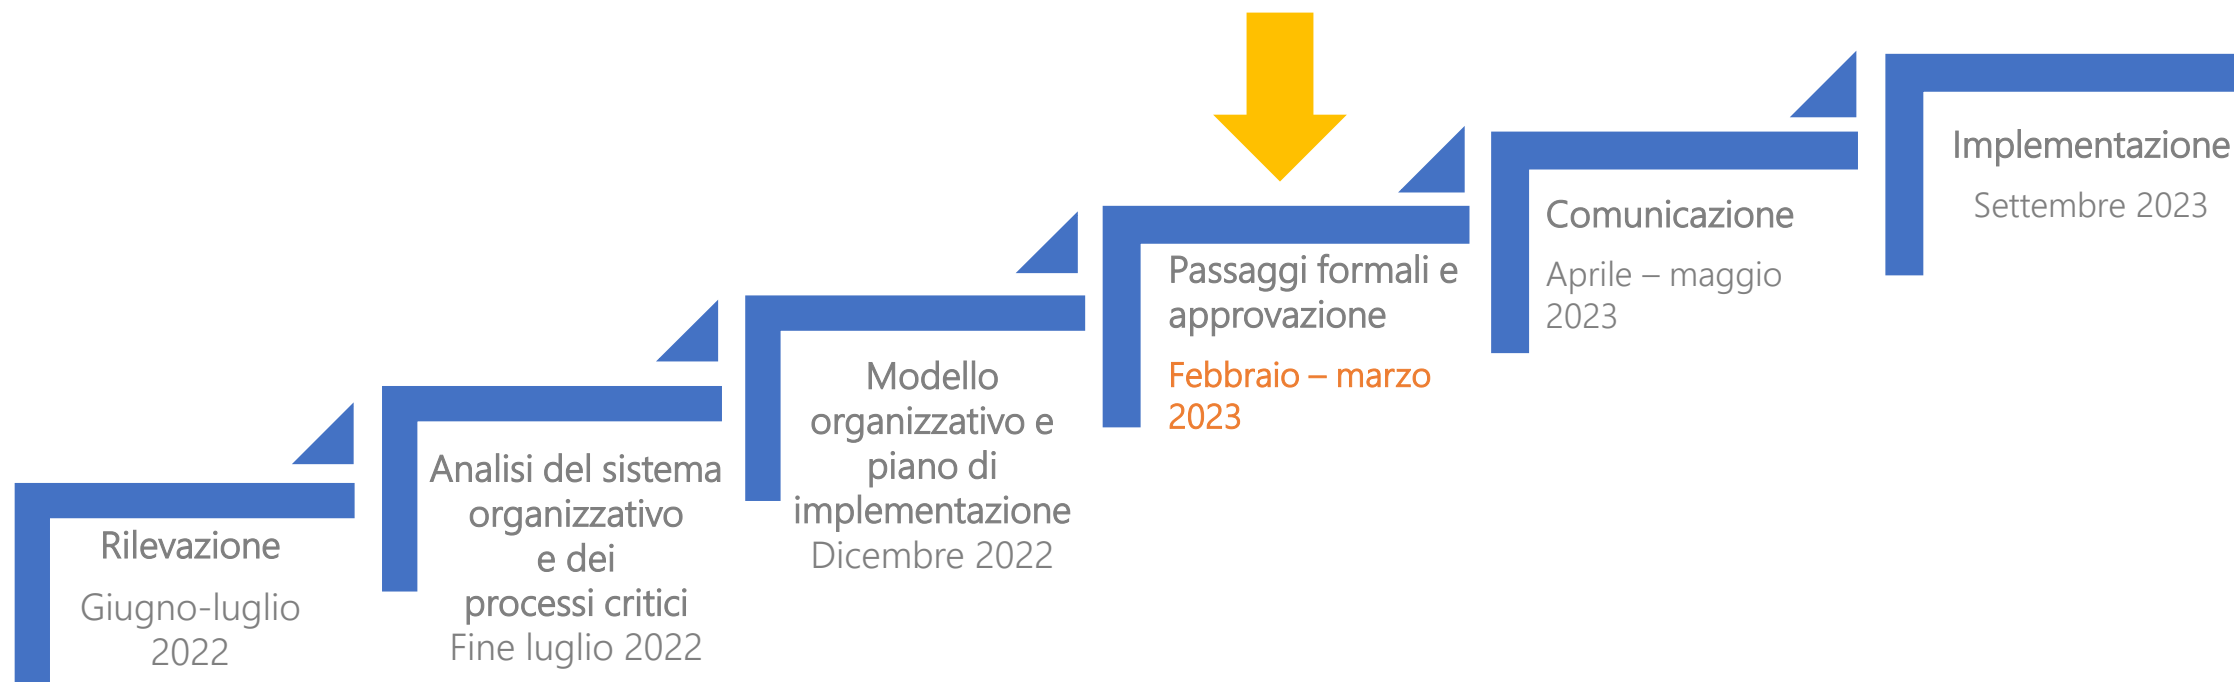 Rilevazione
Giugno-luglio
2022
Analisi del sistema
organizzativo
e dei
processi critici
Fine luglio 2022
Modello
organizzativo e
piano di
implementazione
Dicembre 2022
Passaggi formali e
approvazione
Febbraio – marzo
2023
Comunicazione
Aprile – maggio
2023
Implementazione
Settembre 2023